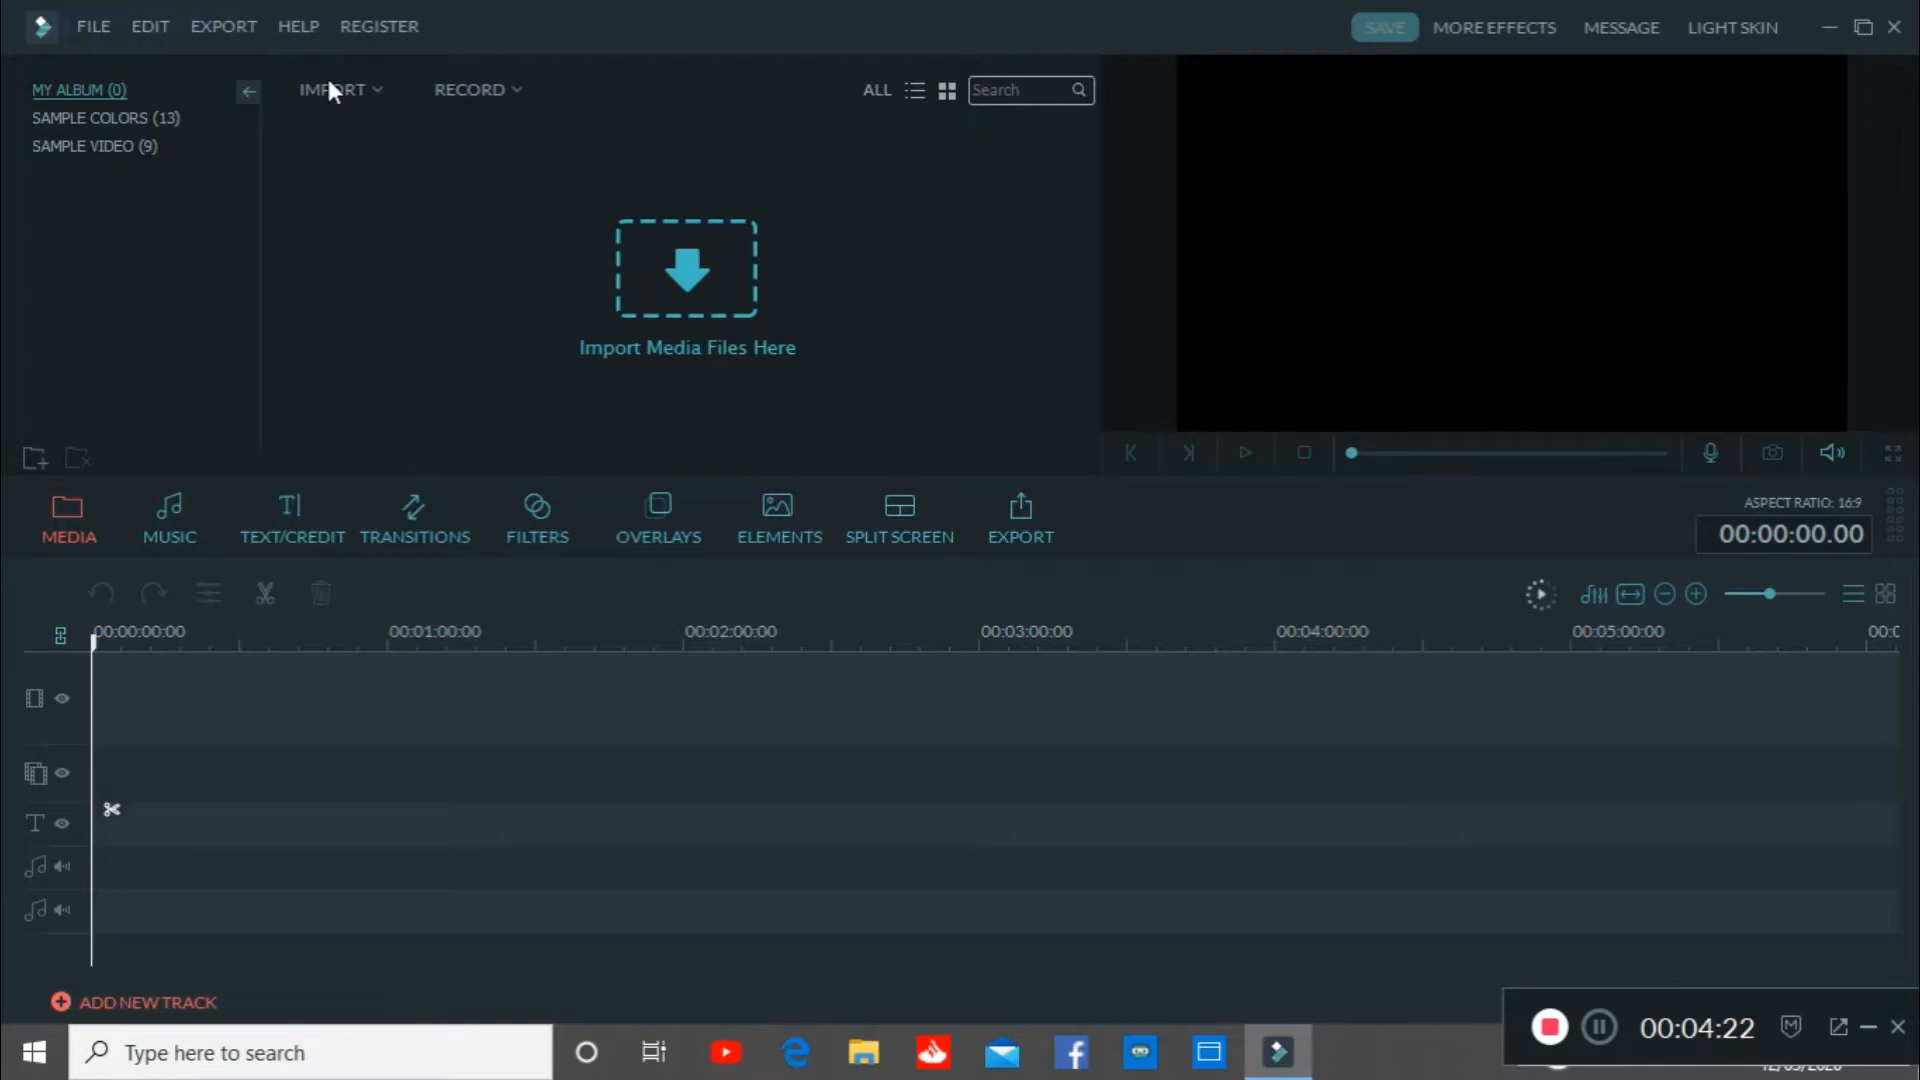 FILE EDIT EXPORT HELP REGISTER SAVE MORE EFFECTS MESSAGE LIGHT SKIN
MY ALBUM (0) IMPORT RECORD ALL Search
SAMPLE COLORS (13)
SAMPLE VIDEO (9)
Import Media Files Here
MEDIA MUSIC TEXT/CREDIT TRANSITIONS FILTERS OVERLAYS ELEMENTS SPLIT SCREEN EXPORT
ASPECT RATIO: 16:9
00:00:00.00
00:00:00:00 00:01:00:00 00:02:00:00 00:03:00:00 00:04:00:00 00:05:00:00
ADD NEW TRACK
Type here to search
00:04:22